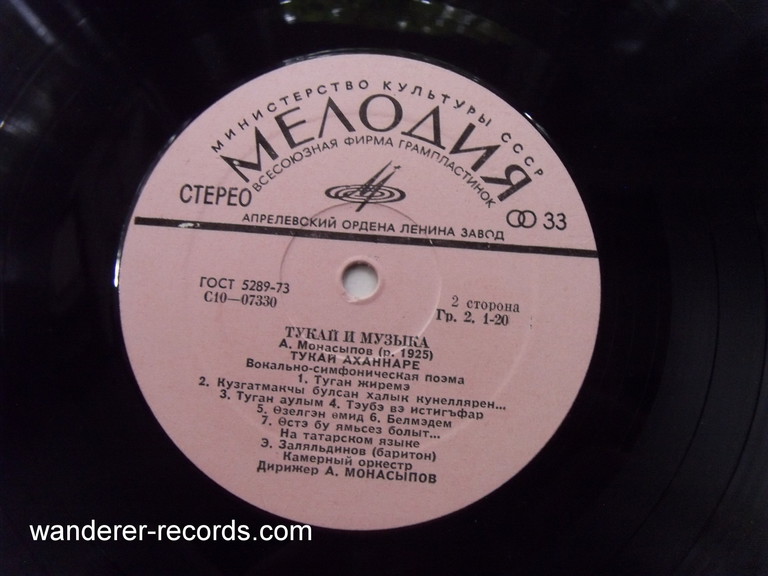 МИНИСТЕРСТВО КУЛЬТУРЫ СССР
МЕЛОДИЯ
ВСЕСОЮЗНАЯ ФИРМА ГРАМПЛАСТИНОК
СТЕРЕО
33
АПРЕЛЕВСКИЙ ОРДЕНА ЛЕНИНА ЗАВОД
ГОСТ 5289-73
С10—07330
2 сторона
Гр. 2. 1-20
ТУКАЙ И МУЗЫКА
А. Монасыпов (р. 1925)
ТУКАЙ АХАННАРЕ
Вокально-симфоническая поэма
1. Туган жиремэ
2. Кузгатмакчы булсан халык кунеллярен...
3. Туган аулым 4. Тэубэ вэ истигъфар
5. Өзелгэн өмид 6. Белмэдем
7. Өстэ бу ямьсез болыт...
На татарском языке
Э. Заляльдинов (баритон)
Камерный оркестр
Дирижер А. МОНАСЫПОВ
wanderer-records.com